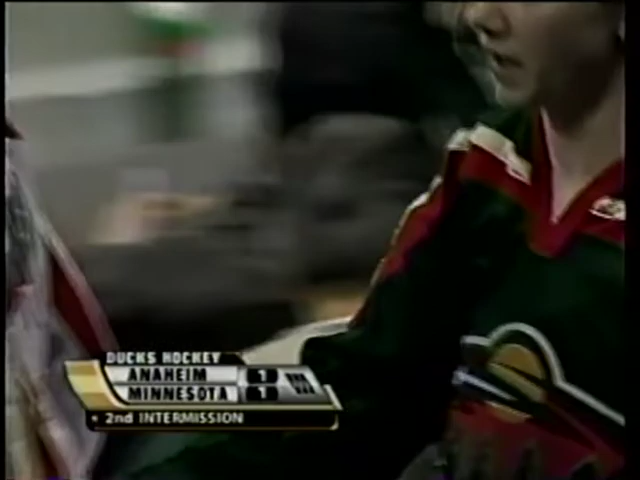 DUCKS HOCKEY
ANAHEIM 1
MINNESOTA 1
2nd INTERMISSION